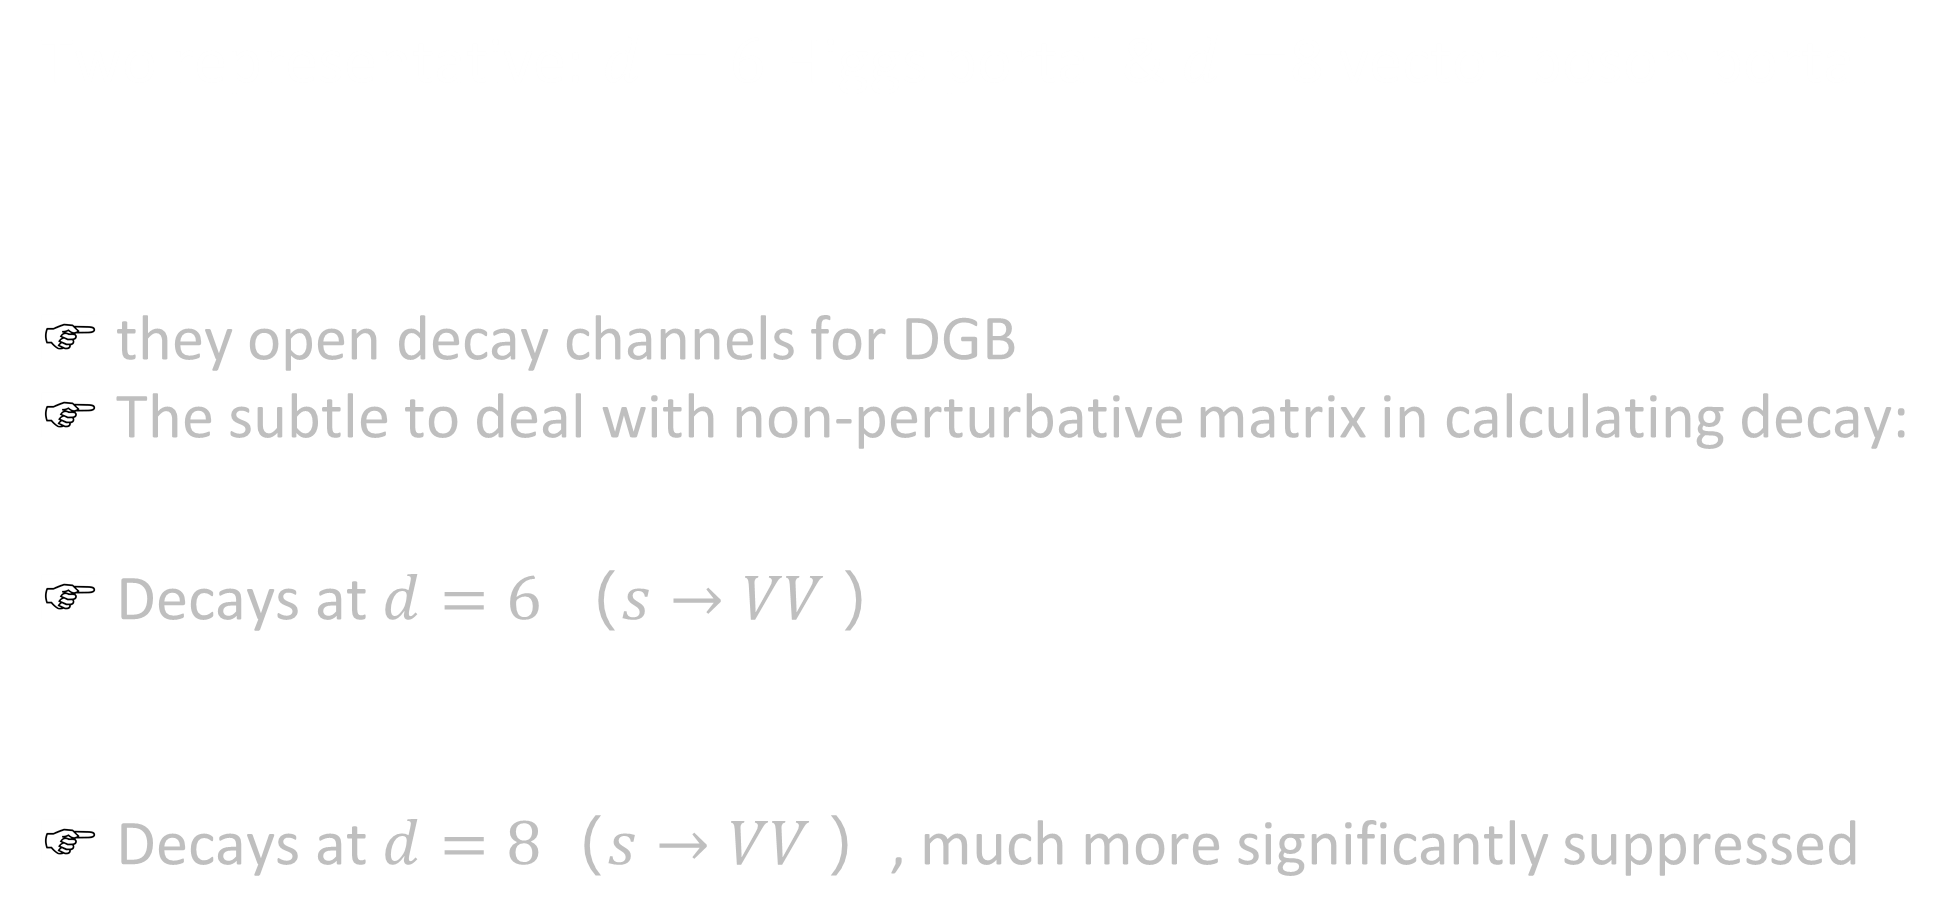 ☞ they open decay channels for DGB
☞ The subtle to deal with non-perturbative matrix in calculating decay:
☞ Decays at 𝑑 = 6 (𝑠 → 𝑉𝑉 )
☞ Decays at 𝑑 = 8 (𝑠 → 𝑉𝑉 ) , much more significantly suppressed